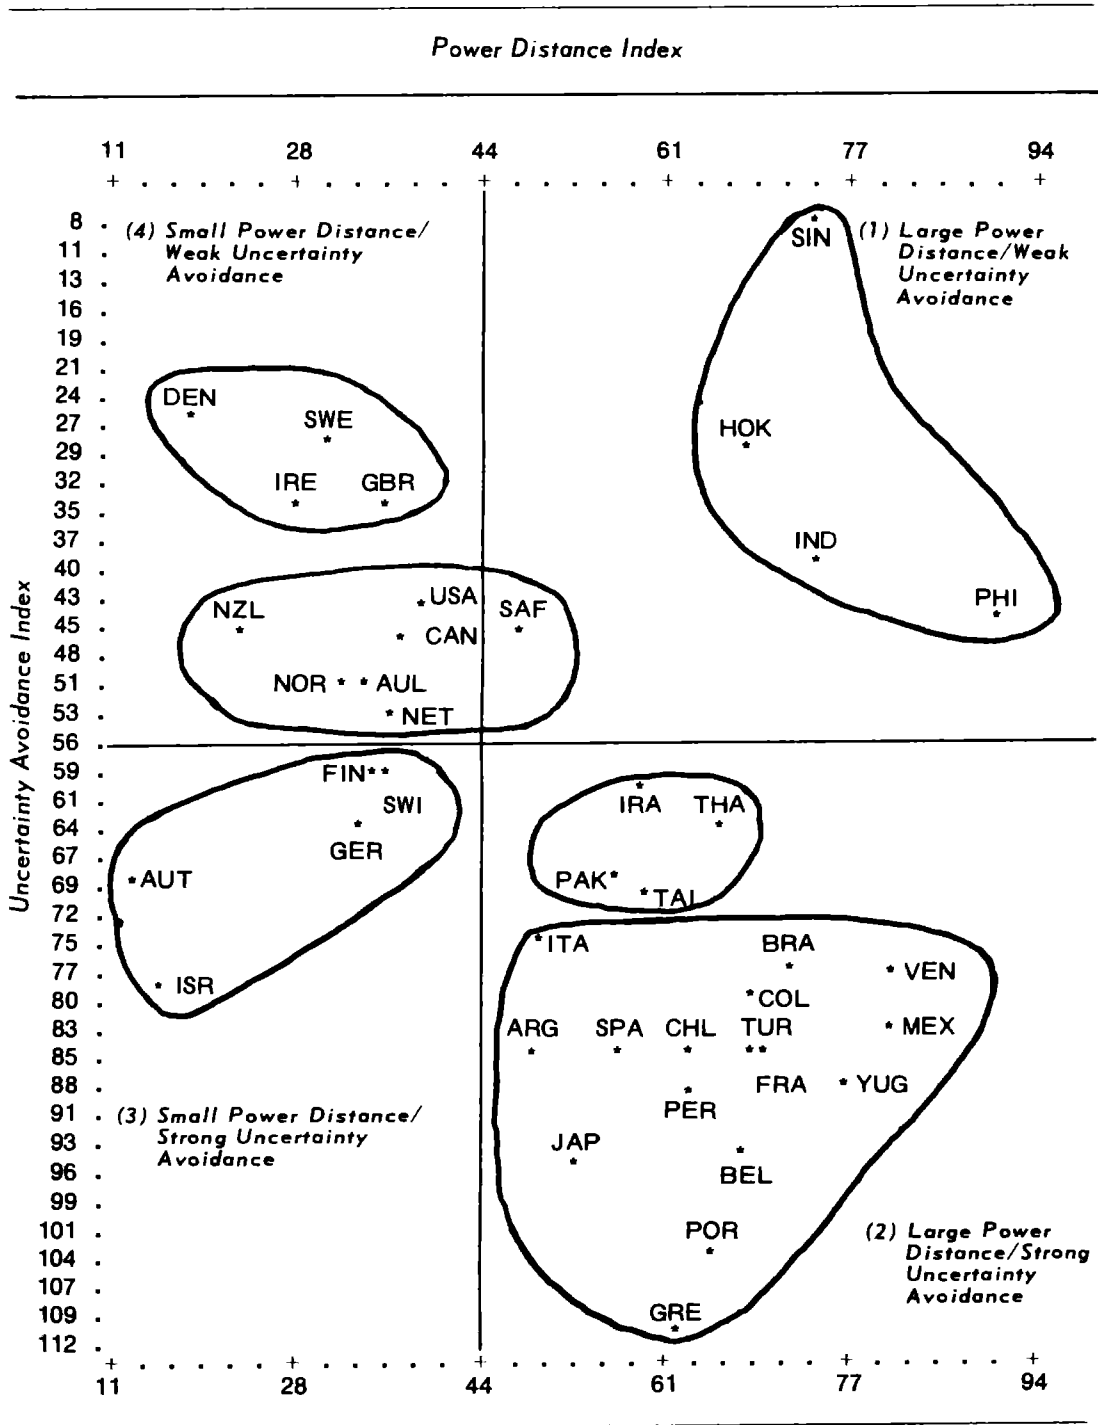 Power Distance Index
11 28 44 61 77 94
8
11
13
16
19
21
24
27
29
32
35
37
40
43
45
48
51
53
56
59
61
64
67
69
72
75
77
80
83
85
88
91
93
96
99
101
104
107
109
112
Uncertainty Avoidance Index
(4) Small Power Distance/
Weak Uncertainty
Avoidance
(1) Large Power
Distance/Weak
Uncertainty
Avoidance
SIN
DEN
SWE
HOK
IRE GBR
IND
NZL USA SAF PHI
CAN
NOR AUL
NET
FIN
SWI
IRA THA
GER
AUT
PAK
TAI
ITA BRA
VEN
ISR
COL
ARG SPA CHL TUR MEX
FRA YUG
PER
(3) Small Power Distance/
Strong Uncertainty
Avoidance
JAP
BEL
POR
(2) Large Power
Distance/Strong
Uncertainty
Avoidance
GRE
11 28 44 61 77 94